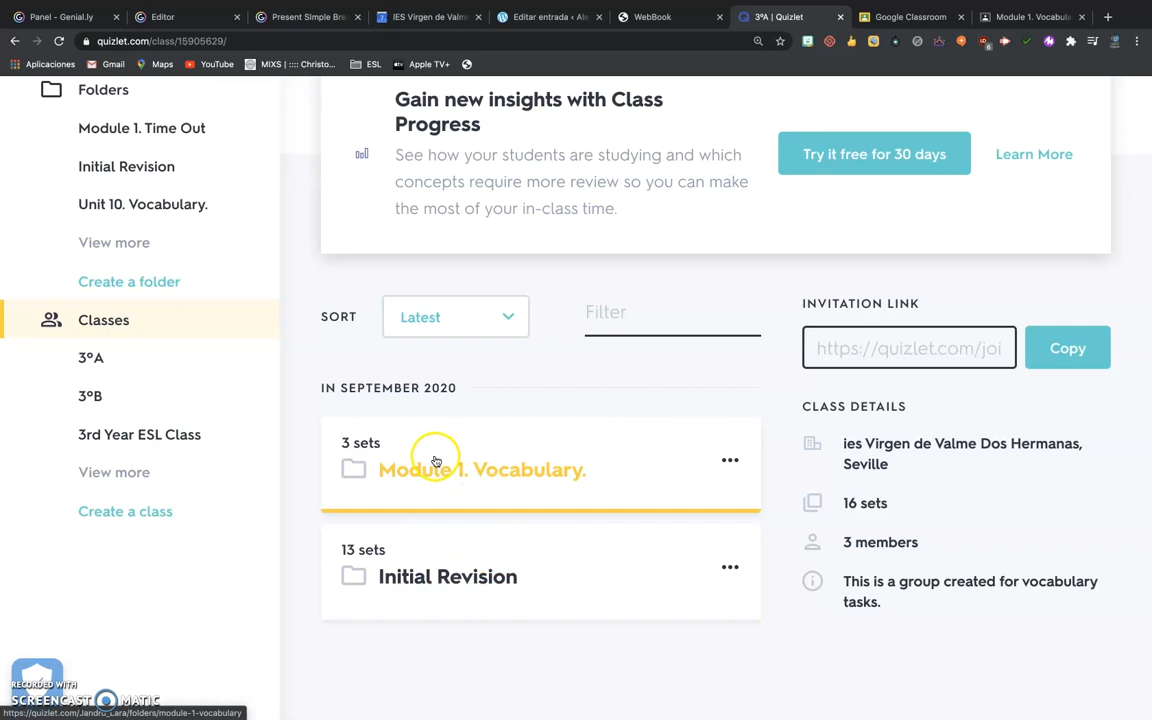 Panel - Genial.ly
Editor
Present Simple Bre
IES Virgen de Valm
Editar entrada ‹ Ale
WebBook
3ºA | Quizlet
Google Classroom
Module 1. Vocabula
quizlet.com/class/15905629/
Aplicaciones
Gmail
Maps
YouTube
MIXS | :::: Christo...
ESL
Apple TV+
Folders
Module 1. Time Out
Initial Revision
Unit 10. Vocabulary.
View more
Create a folder
Classes
3ºA
3ºB
3rd Year ESL Class
View more
Create a class
Gain new insights with Class
Progress
See how your students are studying and which
concepts require more review so you can make
the most of your in-class time.
Try it free for 30 days
Learn More
SORT
Latest
Filter
IN SEPTEMBER 2020
3 sets
Module 1. Vocabulary.
13 sets
Initial Revision
INVITATION LINK
https://quizlet.com/joi
Copy
CLASS DETAILS
ies Virgen de Valme Dos Hermanas,
Seville
16 sets
3 members
This is a group created for vocabulary
tasks.
RECORDED WITH
SCREENCAST MATIC
https://quizlet.com/Jandro_Lara/folders/module-1-vocabulary